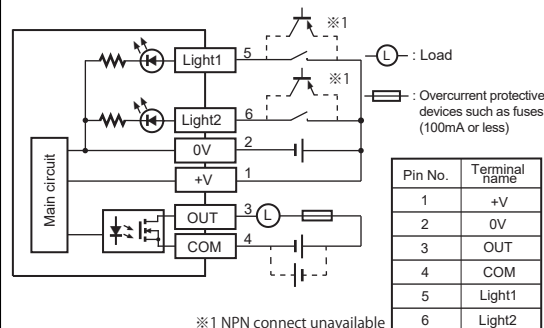 ※1
Light1 5
※1
Light2 6
0V 2
+V 1
Main circuit
OUT 3 L
COM 4
L : Load
: Overcurrent protective
devices such as fuses
(100mA or less)
Pin No. Terminal name
1 +V
2 0V
3 OUT
4 COM
5 Light1
6 Light2
※1 NPN connect unavailable